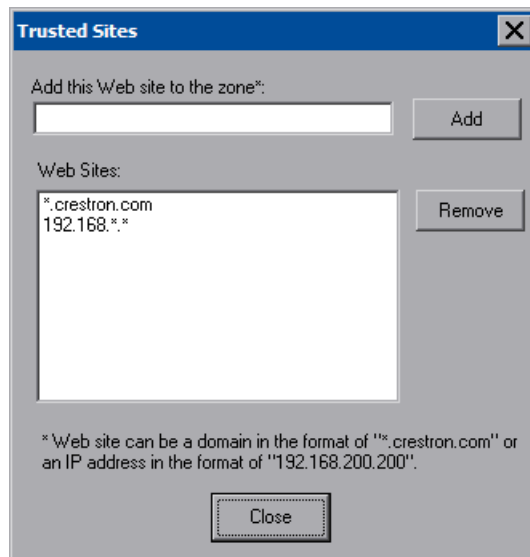 Trusted Sites
Add this Web site to the zone*:
Add
Web Sites:
*.crestron.com
192.168.*.*
Remove
* Web site can be a domain in the format of "*.crestron.com" or
an IP address in the format of "192.168.200.200".
Close